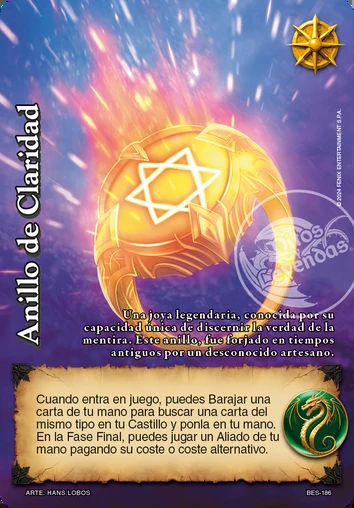 Anillo de Claridad
© 2024 FENIX ENTERTAINMENT S.P.A.
Mitos
Leyendas
Una joya legendaria, conocida por su
capacidad única de discernir la verdad de la
mentira. Este anillo, fue forjado en tiempos
antiguos por un desconocido artesano.
Cuando entra en juego, puedes Barajar una
carta de tu mano para buscar una carta del
mismo tipo en tu Castillo y ponla en tu mano.
En la Fase Final, puedes jugar un Aliado de tu
mano pagando su coste o coste alternativo.
ARTE: HANS LOBOS
BES-186